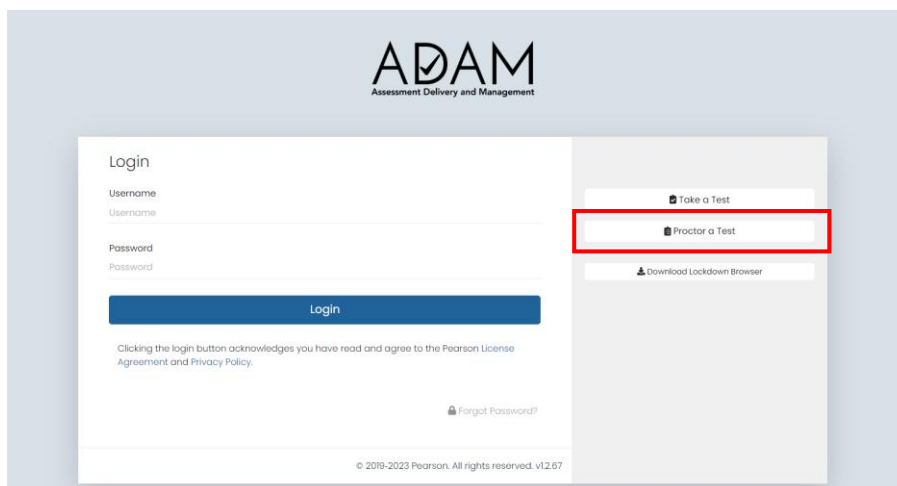 ADAM
Assessment Delivery and Management
Login
Username
Username
Password
Password
Login
Clicking the login button acknowledges you have read and agree to the Pearson License
Agreement and Privacy Policy.
Forgot Password?
© 2019-2023 Pearson. All rights reserved. v1.2.67
Take a Test
Proctor a Test
Download Lockdown Browser